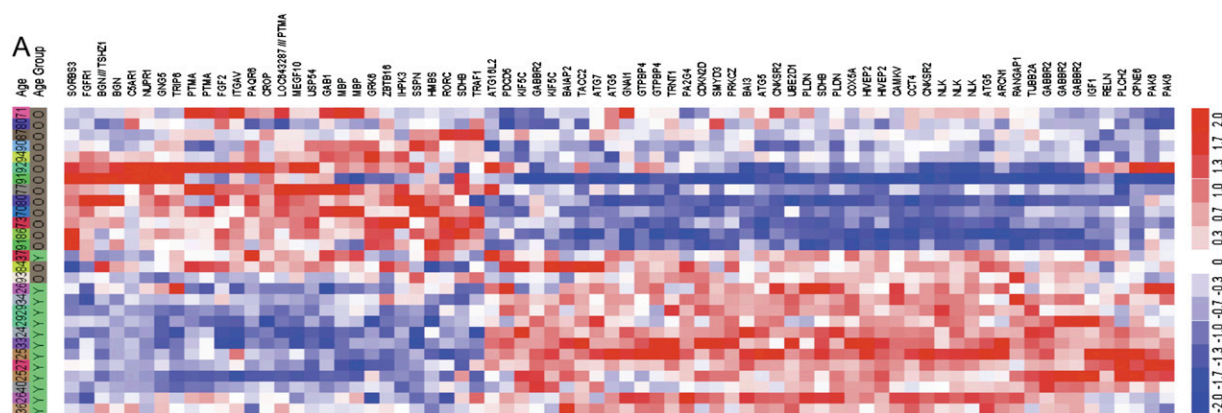 A
Age
Age Group
SORBS3
FGFR1
BGN /// TSHZ1
BGN
C5AR1
NUPR1
GNG5
TRIP6
PTMA
PTMA
FGF2
ITGAV
PAQR6
CROP
LOC643287 /// PTMA
MEGF10
USP54
GAB1
MBP
MBP
GRK6
ZBTB16
IHPK3
SSPN
HMBS
RORC
SDHB
TRAF1
ATG16L2
PDCD5
KIF5C
GABBR2
KIF5C
BAIAP2
TACC2
ATG7
ATG5
GNAI1
GTPBP4
GTPBP4
TRNT1
PA2G4
CDKN2D
SMYD3
PRKCZ
BAI3
ATG5
CNKSR2
UBE2D1
PLDN
SDHB
PLDN
COX5A
HIVEP2
HIVEP2
CAMKV
CCT4
CNKSR2
NLK
NLK
NLK
ATG5
ARCN1
RANGAP1
TUBB2A
GABBR2
GABBR2
GABBR2
IGF1
RELN
PLCH2
CPNE6
PAK6
PAK6
2.0
1.7
1.3
1.0
0.7
0.3
0
-0.3
-0.7
-1.0
-1.3
-1.7
-2.0